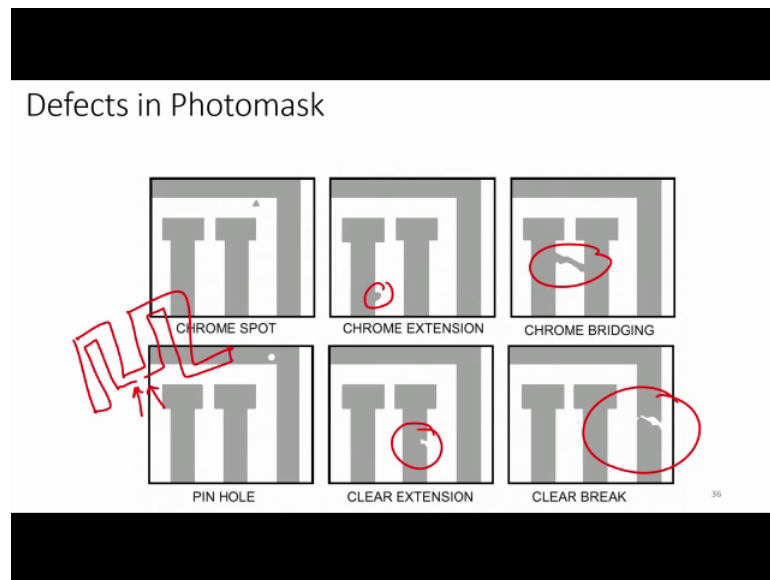 Defects in Photomask
CHROME SPOT
CHROME EXTENSION
CHROME BRIDGING
PIN HOLE
CLEAR EXTENSION
CLEAR BREAK
36